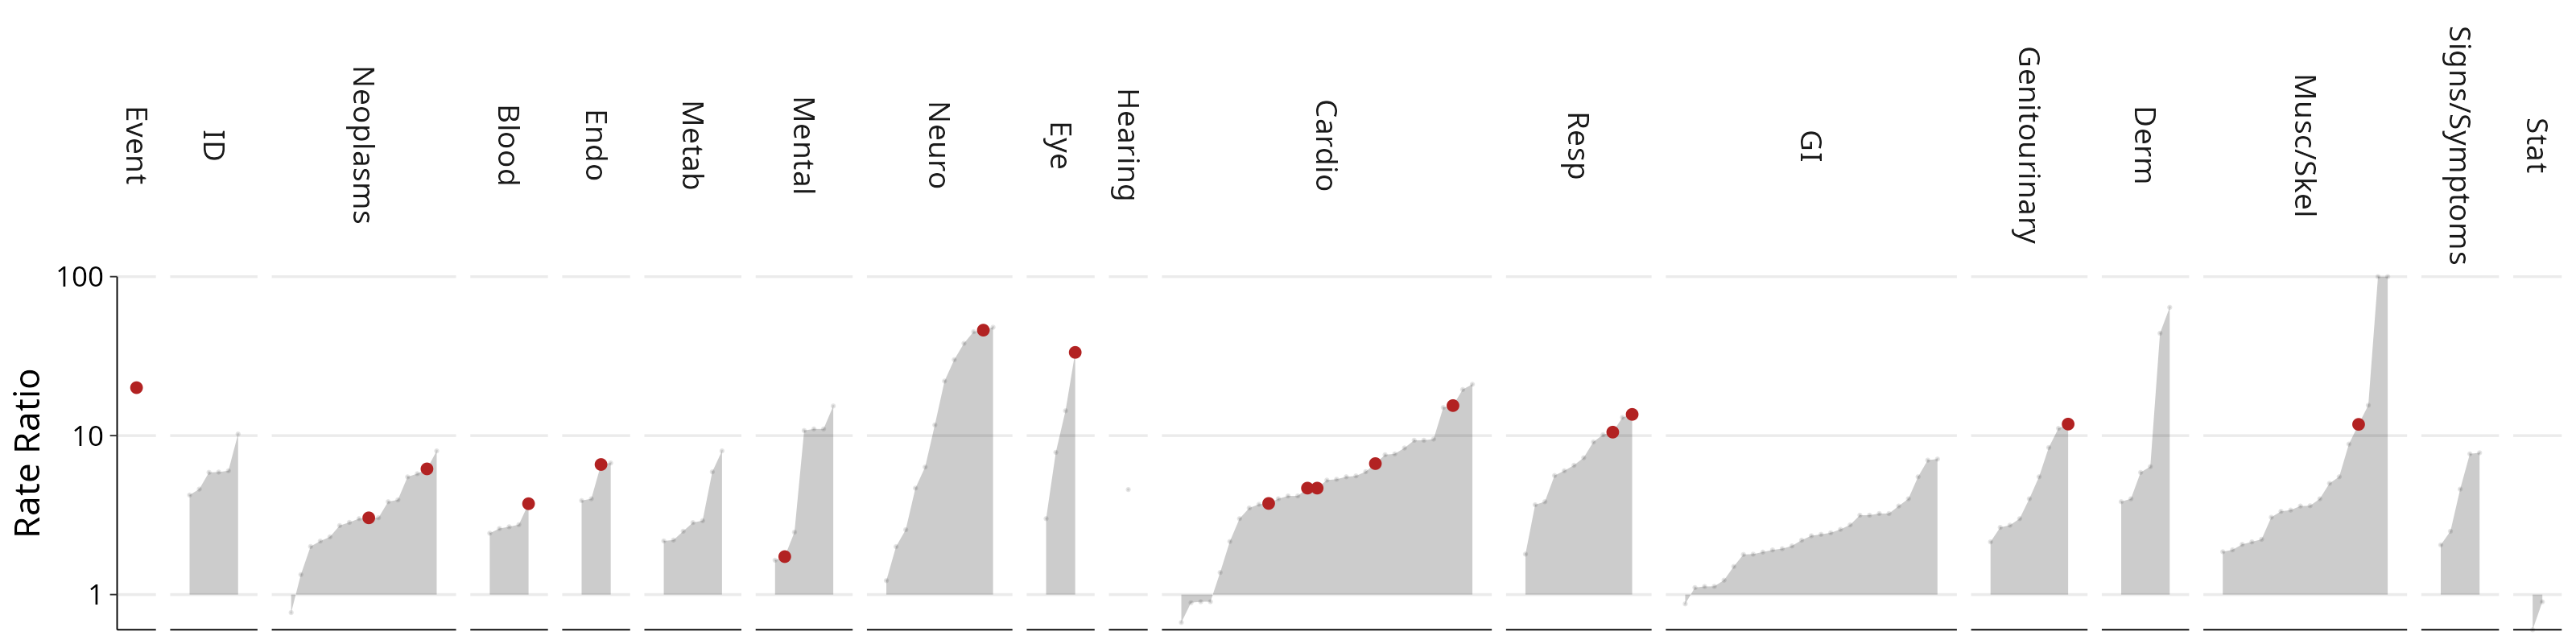 Event
ID
Neoplasms
Blood
Endo
Metab
Mental
Neuro
Eye
Hearing
Cardio
Resp
GI
Genitourinary
Derm
Musc/Skel
Signs/Symptoms
Stat
Rate Ratio
100
10
1